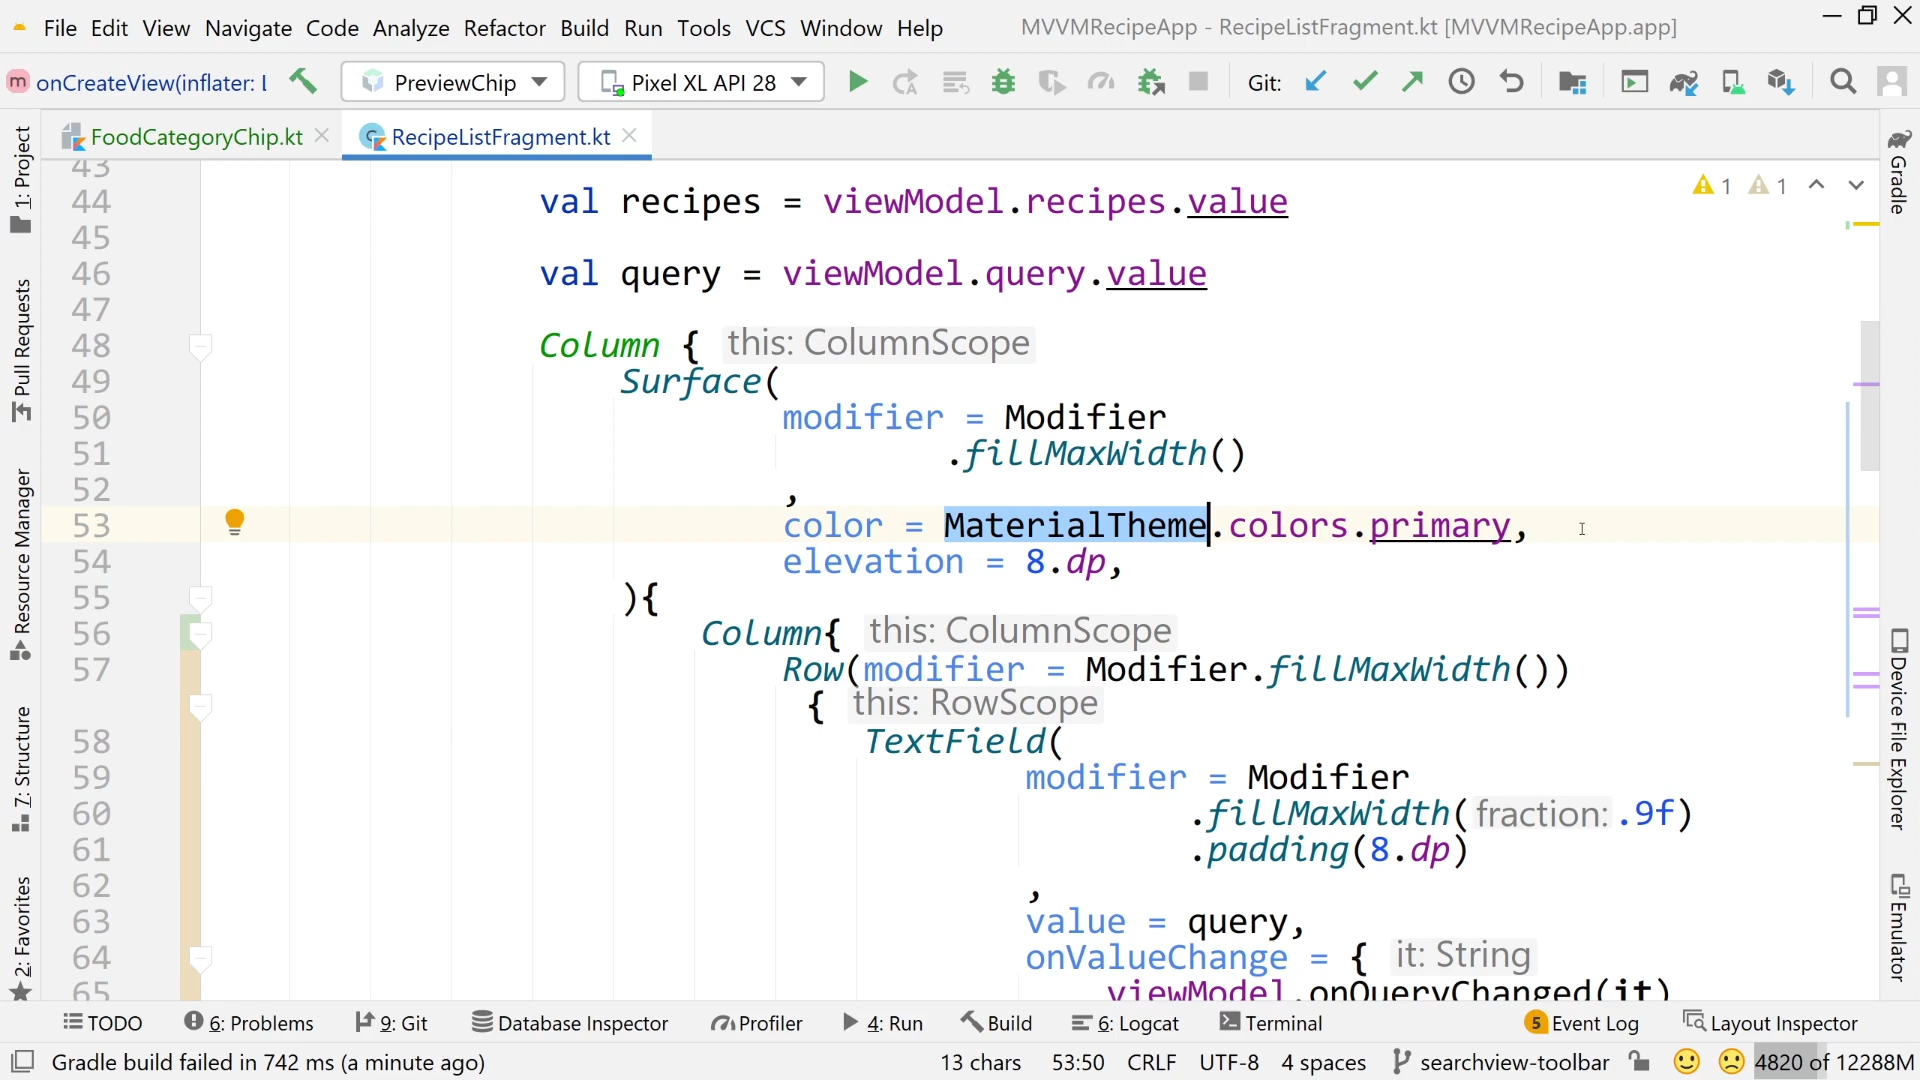 File Edit View Navigate Code Analyze Refactor Build Run Tools VCS Window Help MVVMRecipeApp - RecipeListFragment.kt [MVVMRecipeApp.app]
m onCreateView(inflater: L PreviewChip Pixel XL API 28 Git:
FoodCategoryChip.kt RecipeListFragment.kt
1: Project
Pull Requests
Resource Manager
7: Structure
2: Favorites
43
44 val recipes = viewModel.recipes.value
45
46 val query = viewModel.query.value
47
48 Column { this: ColumnScope
49 Surface(
50 modifier = Modifier
51 .fillMaxWidth()
52 ,
53 color = MaterialTheme.colors.primary,
54 elevation = 8.dp,
55 ){
56 Column{ this: ColumnScope
57 Row(modifier = Modifier.fillMaxWidth())
{ this: RowScope
58 TextField(
59 modifier = Modifier
60 .fillMaxWidth( fraction: .9f)
61 .padding(8.dp)
62 ,
63 value = query,
64 onValueChange = { it: String
65 viewModel.onQueryChanged(it)
1 1
Gradle
Device File Explorer
Emulator
TODO 6: Problems 9: Git Database Inspector Profiler 4: Run Build 6: Logcat Terminal 5 Event Log Layout Inspector
Gradle build failed in 742 ms (a minute ago) 13 chars 53:50 CRLF UTF-8 4 spaces searchview-toolbar 4820 of 12288M